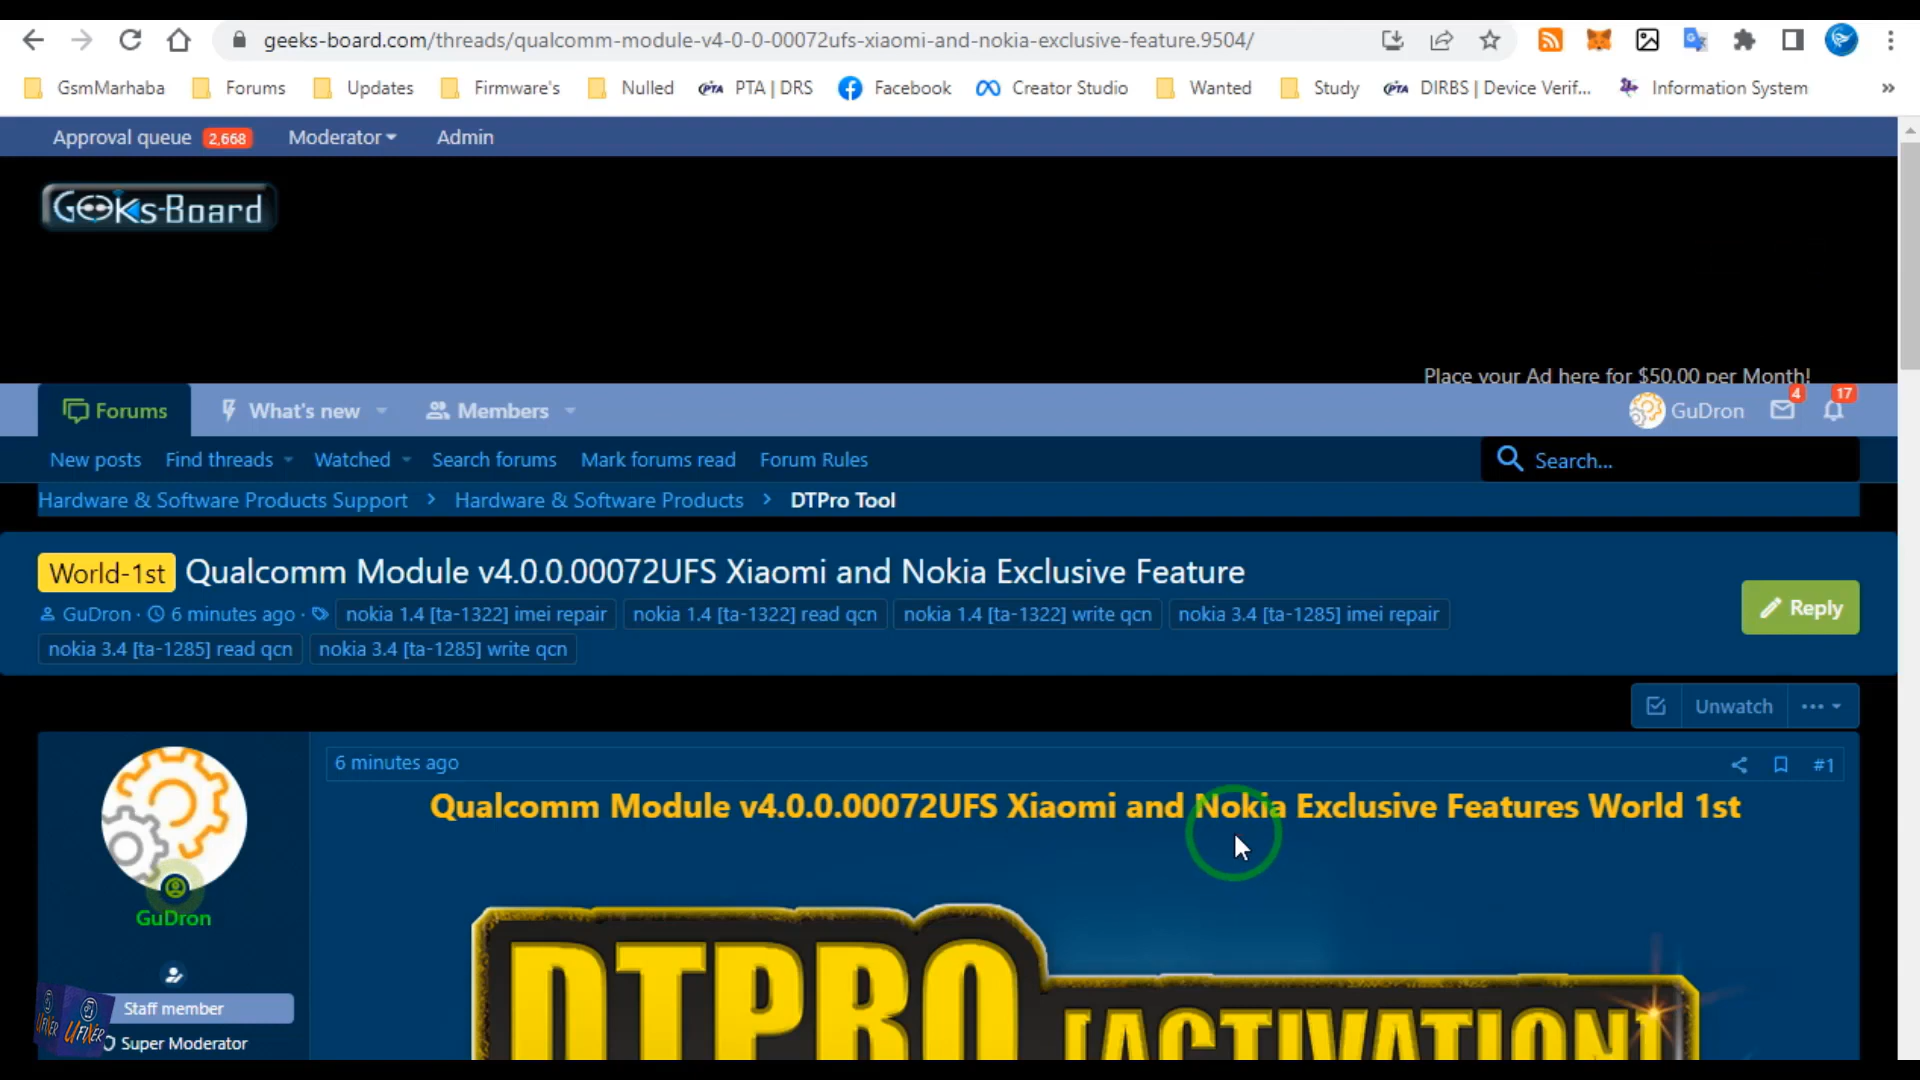 geeks-board.com/threads/qualcomm-module-v4-0-0-00072ufs-xiaomi-and-nokia-exclusive-feature.9504/
GsmMarhaba Forums Updates Firmware's Nulled PTA | DRS Facebook Creator Studio Wanted Study DIRBS | Device Verif... Information System »
Approval queue 2,668 Moderator Admin
Geeks-Board
Place your Ad here for $50.00 per Month!
Forums What's new Members GuDron 4 17
New posts Find threads Watched Search forums Mark forums read Forum Rules Search...
Hardware & Software Products Support > Hardware & Software Products > DTPro Tool
World-1st Qualcomm Module v4.0.0.00072UFS Xiaomi and Nokia Exclusive Feature
Reply
GuDron · 6 minutes ago · nokia 1.4 [ta-1322] imei repair nokia 1.4 [ta-1322] read qcn nokia 1.4 [ta-1322] write qcn nokia 3.4 [ta-1285] imei repair
nokia 3.4 [ta-1285] read qcn nokia 3.4 [ta-1285] write qcn
Unwatch
6 minutes ago #1
Qualcomm Module v4.0.0.00072UFS Xiaomi and Nokia Exclusive Features World 1st
GuDron
Staff member
Super Moderator
UFiXer
DTPRO
[ACTIVATION]